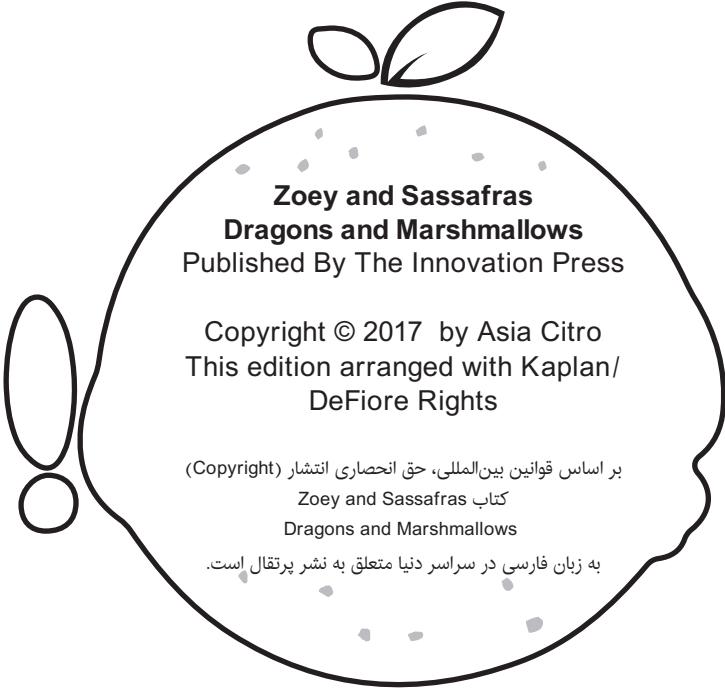 Zoey and Sassafras
Dragons and Marshmallows
Published By The Innovation Press
Copyright © 2017 by Asia Citro
This edition arranged with Kaplan/
DeFiore Rights
بر اساس قوانین بین‌المللی، حق انحصاری انتشار (Copyright)
کتاب Zoey and Sassafras
Dragons and Marshmallows
به زبان فارسی در سراسر دنیا متعلق به نشر پرتقال است.